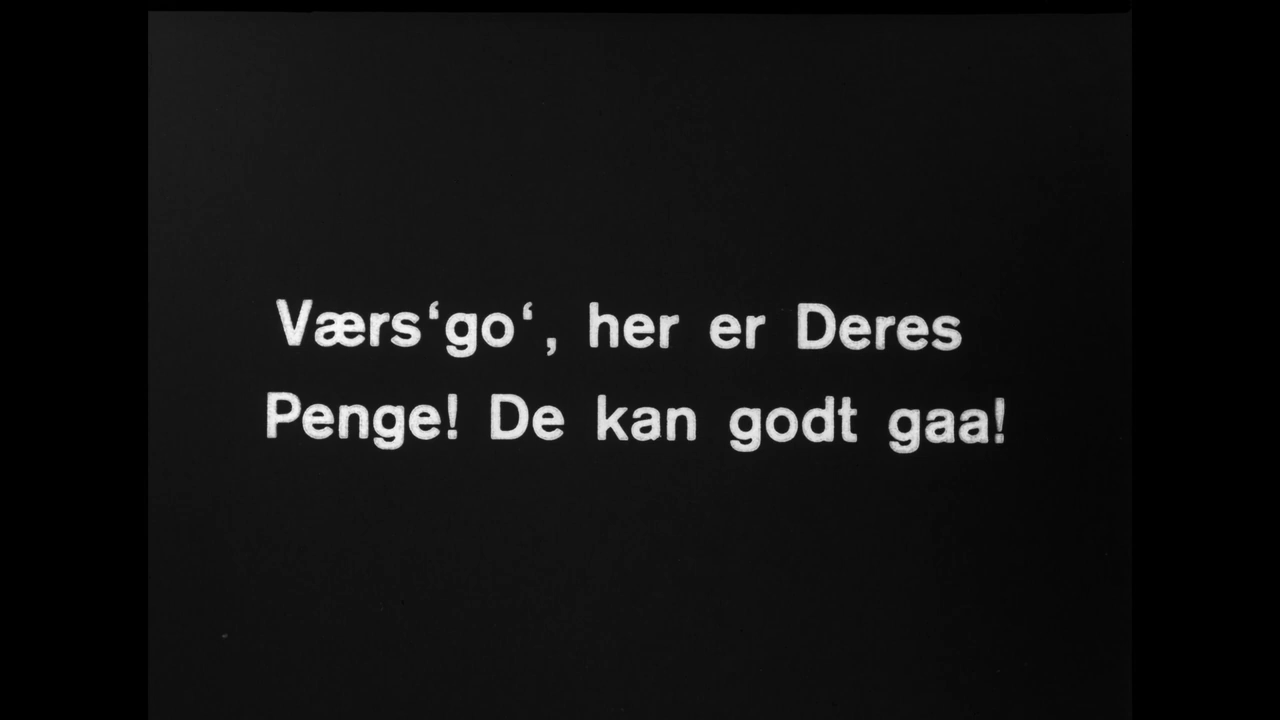 Værs‘go‘, her er Deres
Penge! De kan godt gaa!